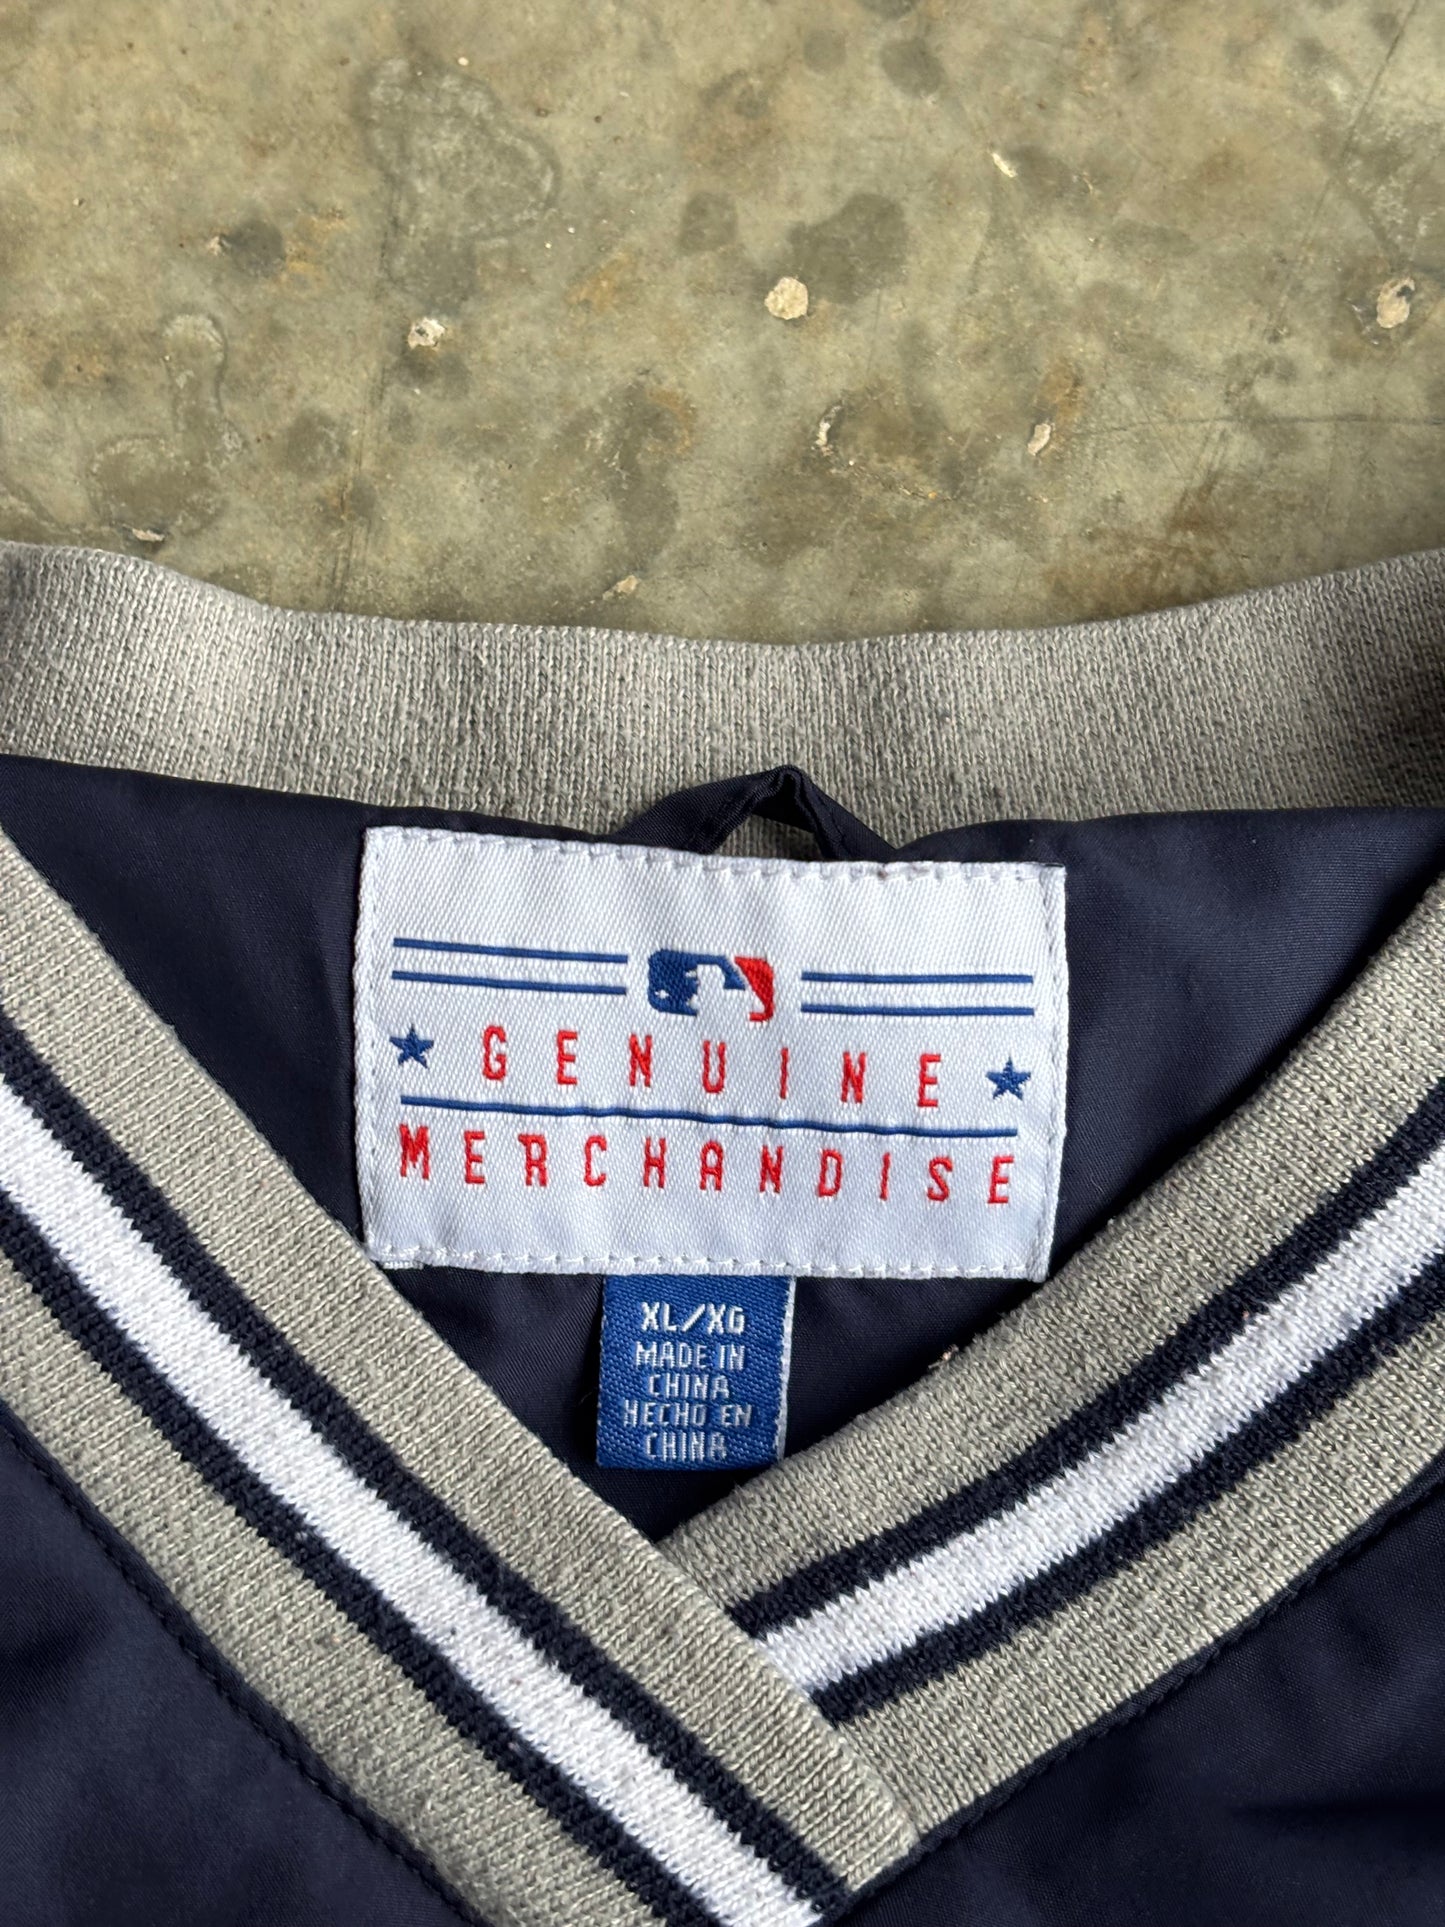 GENUINE
MERCHANDISE
XL/XG
MADE IN
CHINA
HECHO EN
CHINA